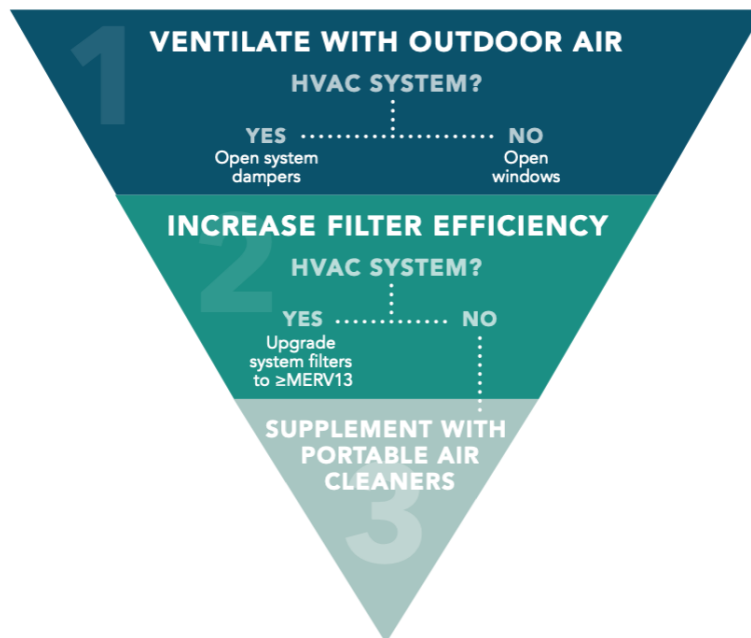 1
VENTILATE WITH OUTDOOR AIR
HVAC SYSTEM?
YES NO
Open system Open
dampers windows
2
INCREASE FILTER EFFICIENCY
HVAC SYSTEM?
YES NO
Upgrade
system filters
to ≥MERV13
3
SUPPLEMENT WITH
PORTABLE AIR
CLEANERS